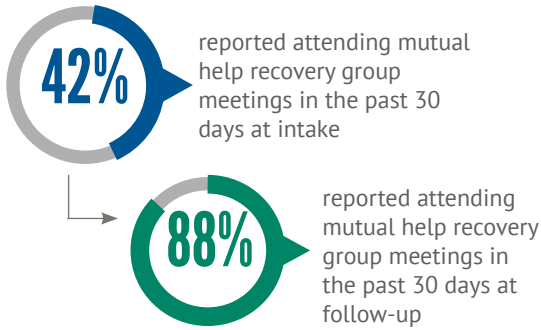 42%
reported attending mutual
help recovery group
meetings in the past 30
days at intake
88%
reported attending
mutual help recovery
group meetings in
the past 30 days at
follow-up